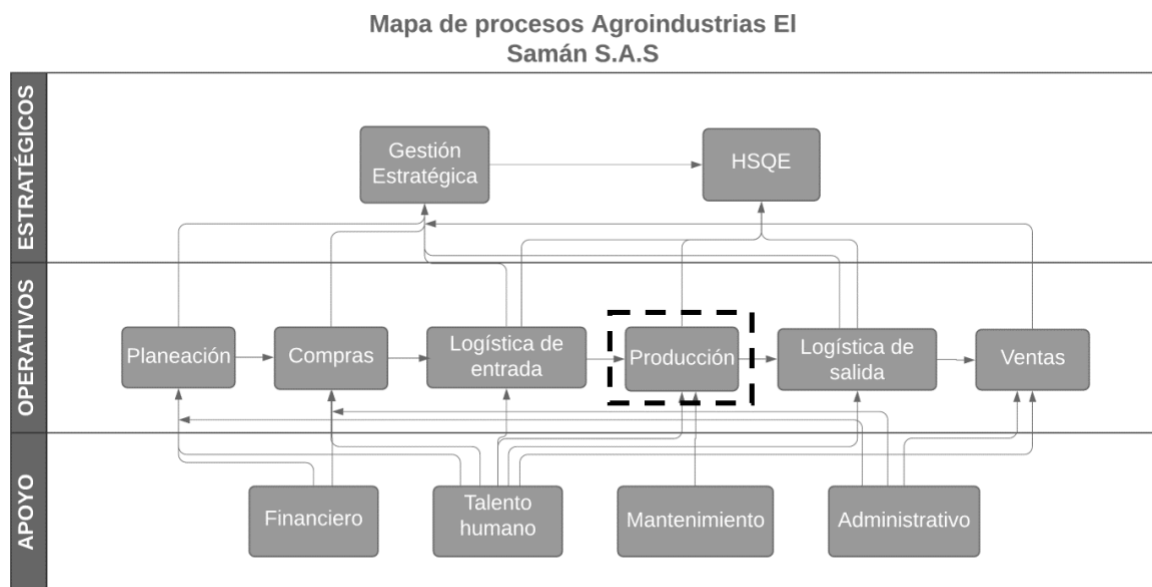 Mapa de procesos Agroindustrias El
Samán S.A.S
ESTRATÉGICOS
Gestión
Estratégica
HSQE
OPERATIVOS
Planeación
Compras
Logística de
entrada
Producción
Logística de
salida
Ventas
APOYO
Financiero
Talento
humano
Mantenimiento
Administrativo